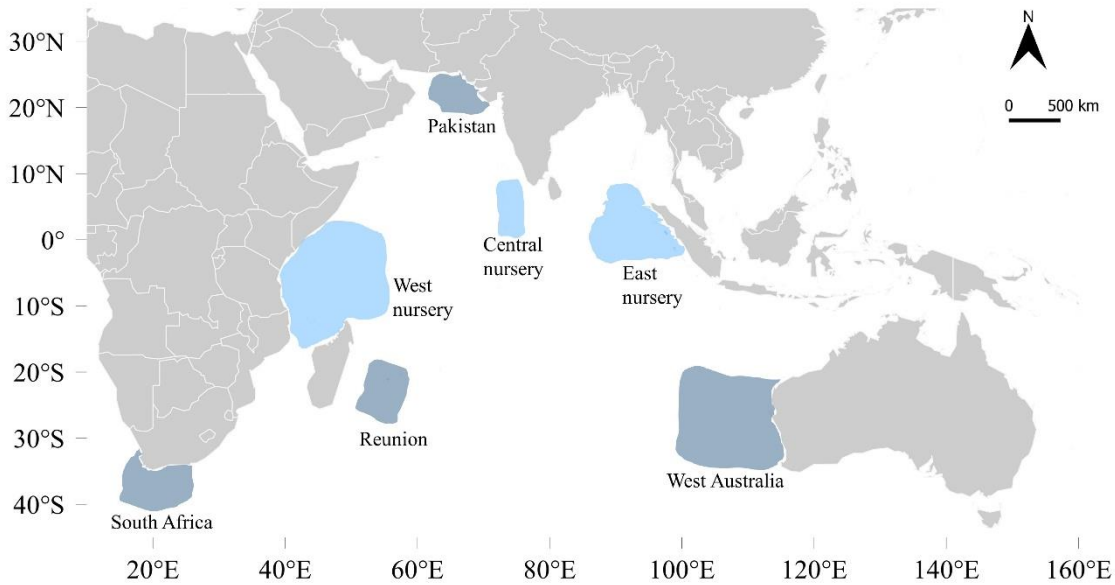 30°N
20°N
10°N
0°
10°S
20°S
30°S
40°S
N
0 500 km
Pakistan
Central
nursery
East
nursery
West
nursery
Reunion
West Australia
South Africa
20°E 40°E 60°E 80°E 100°E 120°E 140°E 160°E